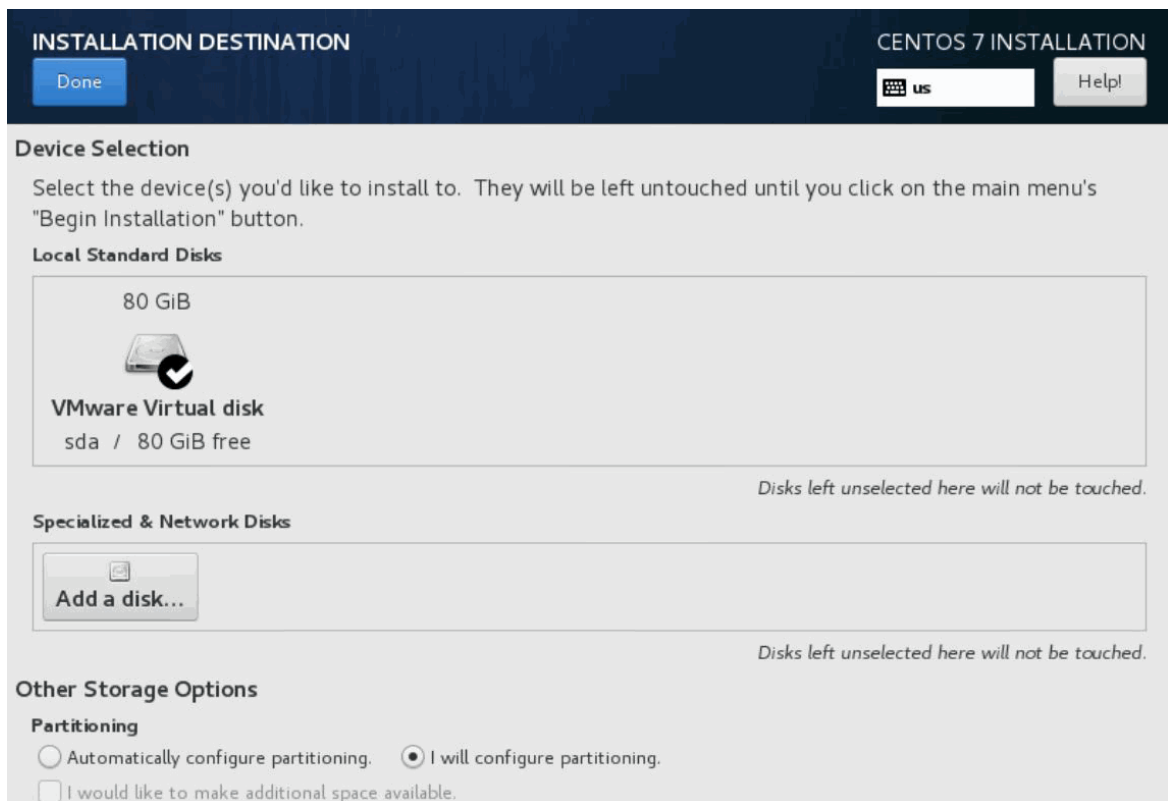 INSTALLATION DESTINATION
CENTOS 7 INSTALLATION
Done
us
Help!
Device Selection
Select the device(s) you'd like to install to.  They will be left untouched until you click on the main menu's
"Begin Installation" button.
Local Standard Disks
80 GiB
VMware Virtual disk
sda / 80 GiB free
Disks left unselected here will not be touched.
Specialized & Network Disks
Add a disk...
Disks left unselected here will not be touched.
Other Storage Options
Partitioning
Automatically configure partitioning. I will configure partitioning.
I would like to make additional space available.